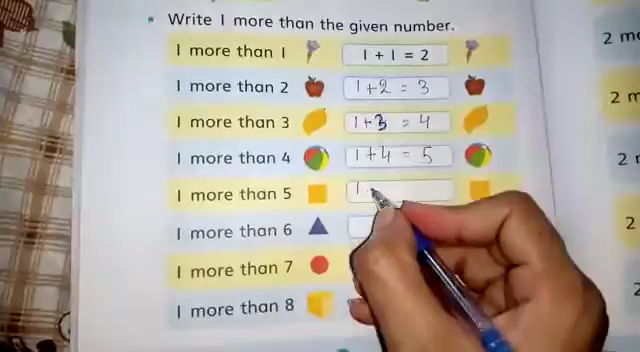 • Write 1 more than the given number.
1 more than 1 1 + 1 = 2
1 more than 2 1+2 = 3
1 more than 3 1+3 = 4
1 more than 4 1+4 = 5
1 more than 5 1
1 more than 6
1 more than 7
1 more than 8
2 m
2 m
2
2
2